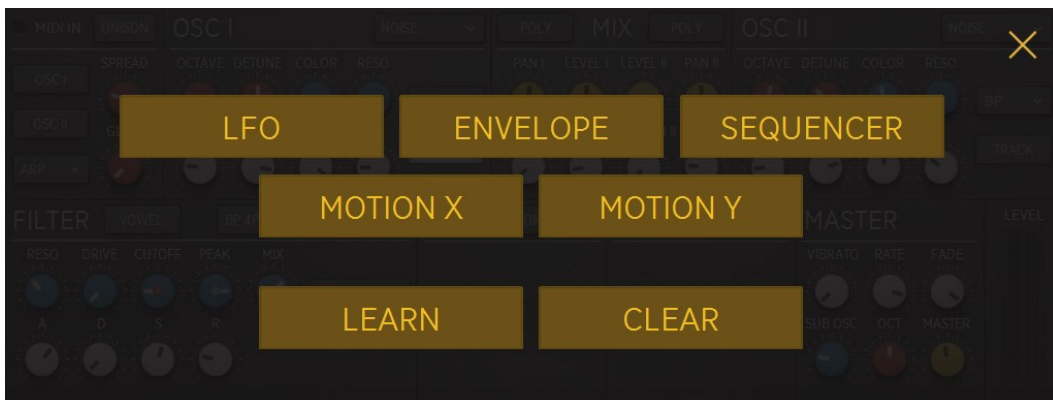 MIDI IN UNISON OSC I NOISE POLY MIX POLY OSC II NOISE
SPREAD OCTAVE DETUNE COLOR RESO PAN I LEVEL I LEVEL II PAN II OCTAVE DETUNE COLOR RESO
OSC I
BP
LFO ENVELOPE SEQUENCER
OSC II
TRACK
ARP
MOTION X MOTION Y
FILTER VOWEL BP 4P MASTER LEVEL
RESO DRIVE CUTOFF PEAK MIX VIBRATO RATE FADE
LEARN CLEAR
A D S R SUB OSC OCT MASTER